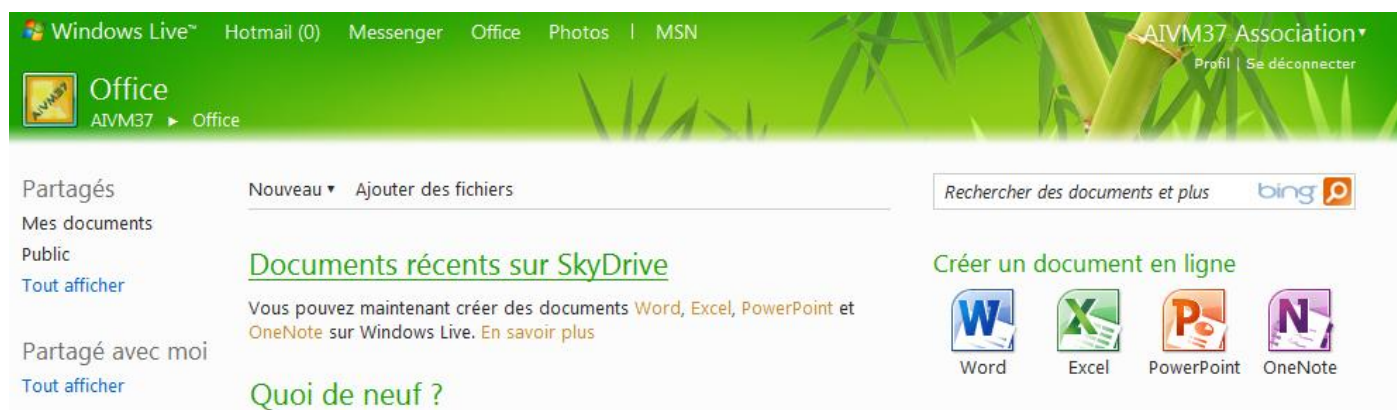 Windows Live™ Hotmail (0) Messenger Office Photos | MSN AIVM37 Association
Profil | Se déconnecter
AIVM37
Office
AIVM37 ► Office
Partagés
Mes documents
Public
Tout afficher
Partagé avec moi
Tout afficher
Nouveau ▾ Ajouter des fichiers
Documents récents sur SkyDrive
Vous pouvez maintenant créer des documents Word, Excel, PowerPoint et
OneNote sur Windows Live. En savoir plus
Quoi de neuf ?
Rechercher des documents et plus bing
Créer un document en ligne
Word Excel PowerPoint OneNote